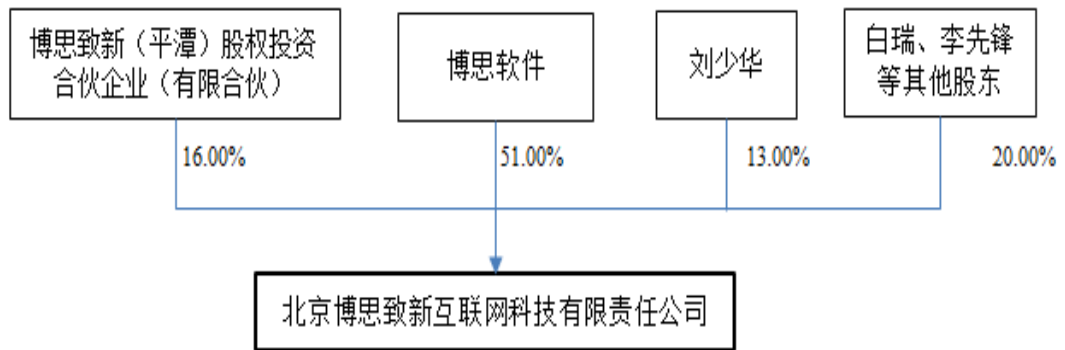 博思致新（平潭）股权投资
合伙企业（有限合伙）
博思软件
刘少华
白瑞、李先锋
等其他股东
16.00%
51.00%
13.00%
20.00%
北京博思致新互联网科技有限责任公司